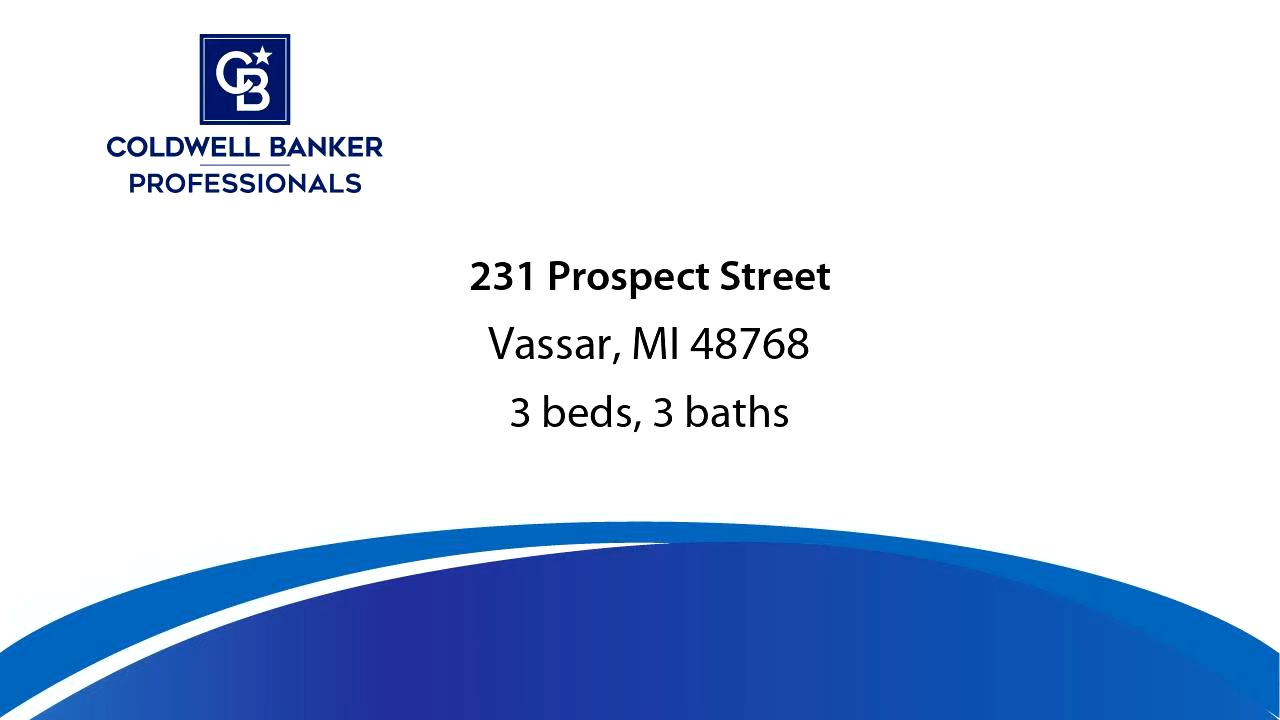 CB
COLDWELL BANKER
PROFESSIONALS
231 Prospect Street
Vassar, MI 48768
3 beds, 3 baths